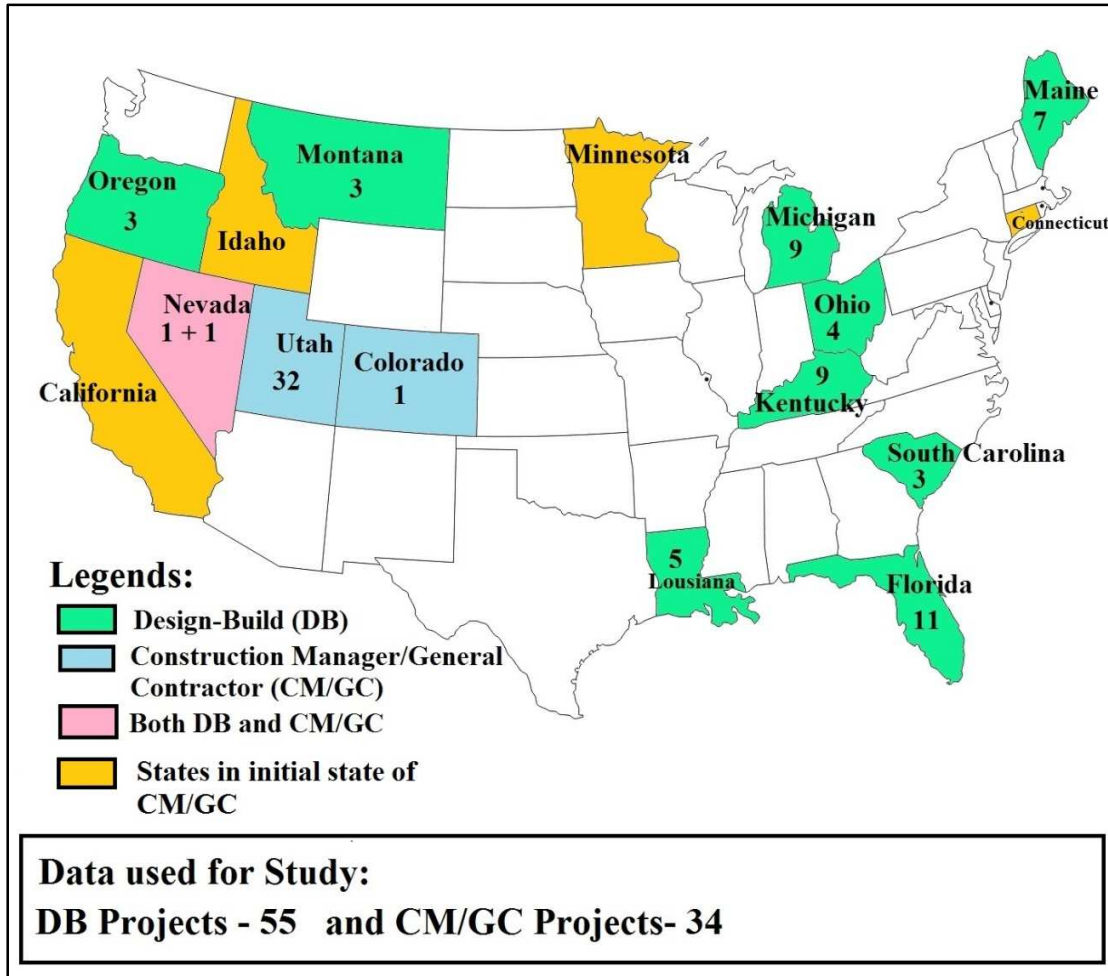 Maine
7
Montana
3
Minnesota
Oregon
3
Michigan
9
Connecticut
Idaho
Nevada
1 + 1
Ohio
4
Utah
32
Colorado
1
9
Kentucky
California
South Carolina
3
5
Lousiana
Florida
11
Legends:
Design-Build (DB)
Construction Manager/General
Contractor (CM/GC)
Both DB and CM/GC
States in initial state of
CM/GC
Data used for Study:
DB Projects - 55 and CM/GC Projects- 34